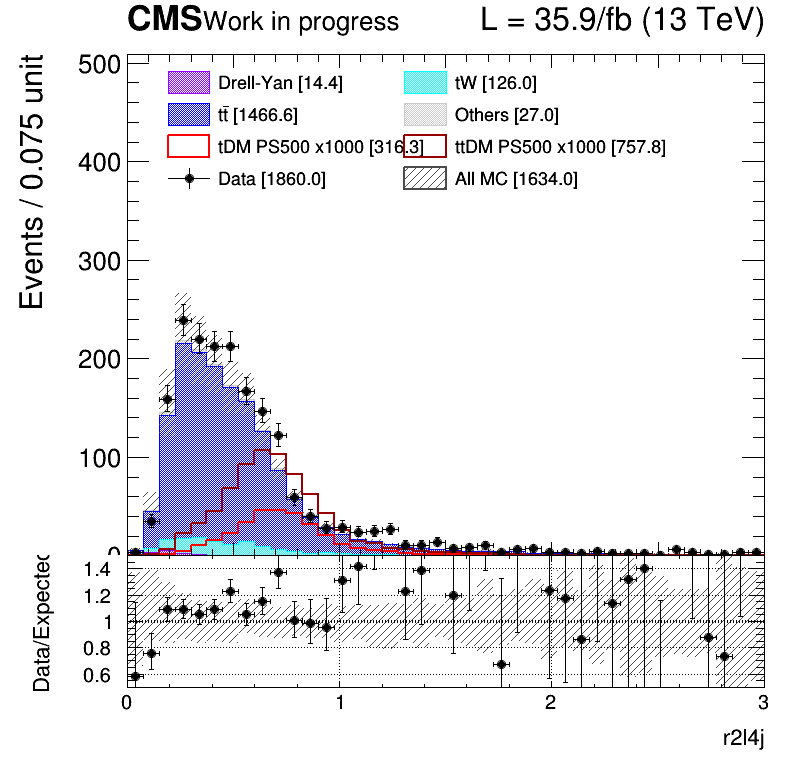 CMS Work in progress L = 35.9/fb (13 TeV)
Events / 0.075 unit
500
400
300
200
100
0
Drell-Yan [14.4]
tW [126.0]
tt̄ [1466.6]
Others [27.0]
tDM PS500 x1000 [316.3]
ttDM PS500 x1000 [757.8]
Data [1860.0]
All MC [1634.0]
Data/Expected
1.4
1.2
1
0.8
0.6
0 1 2 3
r2l4j